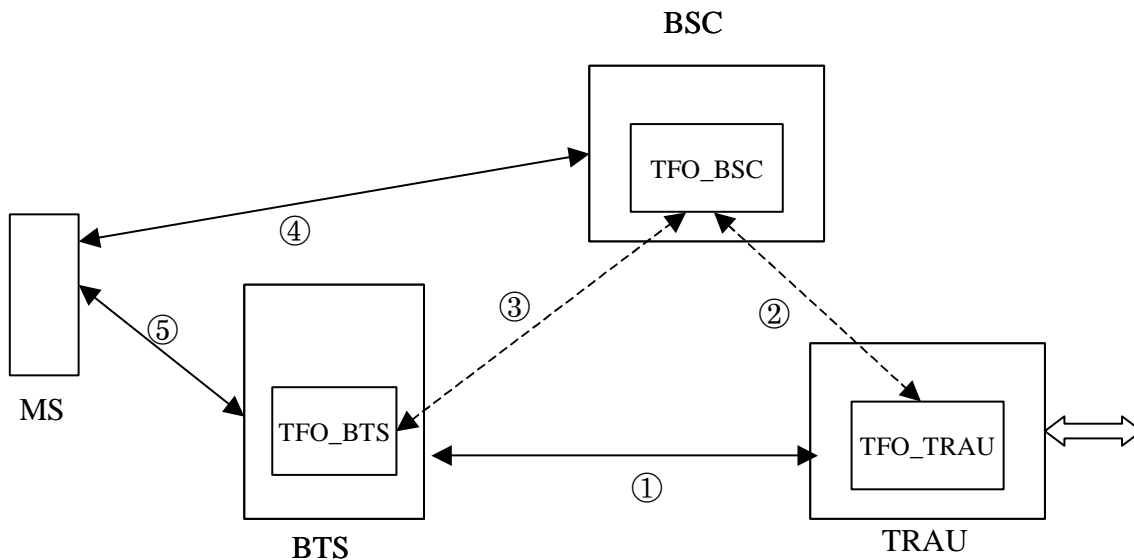 BSC
TFO_BSC
④
③
②
⑤
MS
TFO_BTS
TFO_TRAU
①
BTS
TRAU